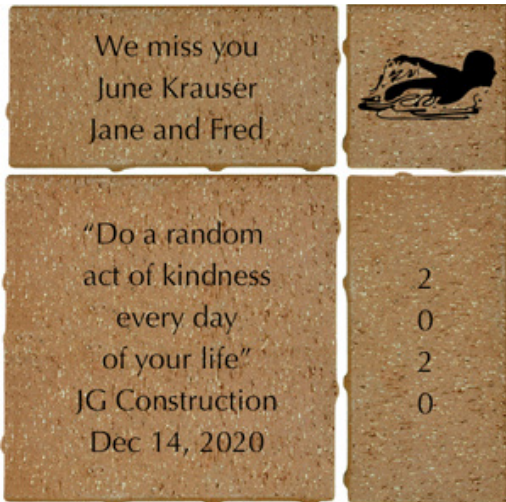 We miss you
June Krauser
Jane and Fred
“Do a random
act of kindness
every day
of your life”
JG Construction
Dec 14, 2020
2
0
2
0